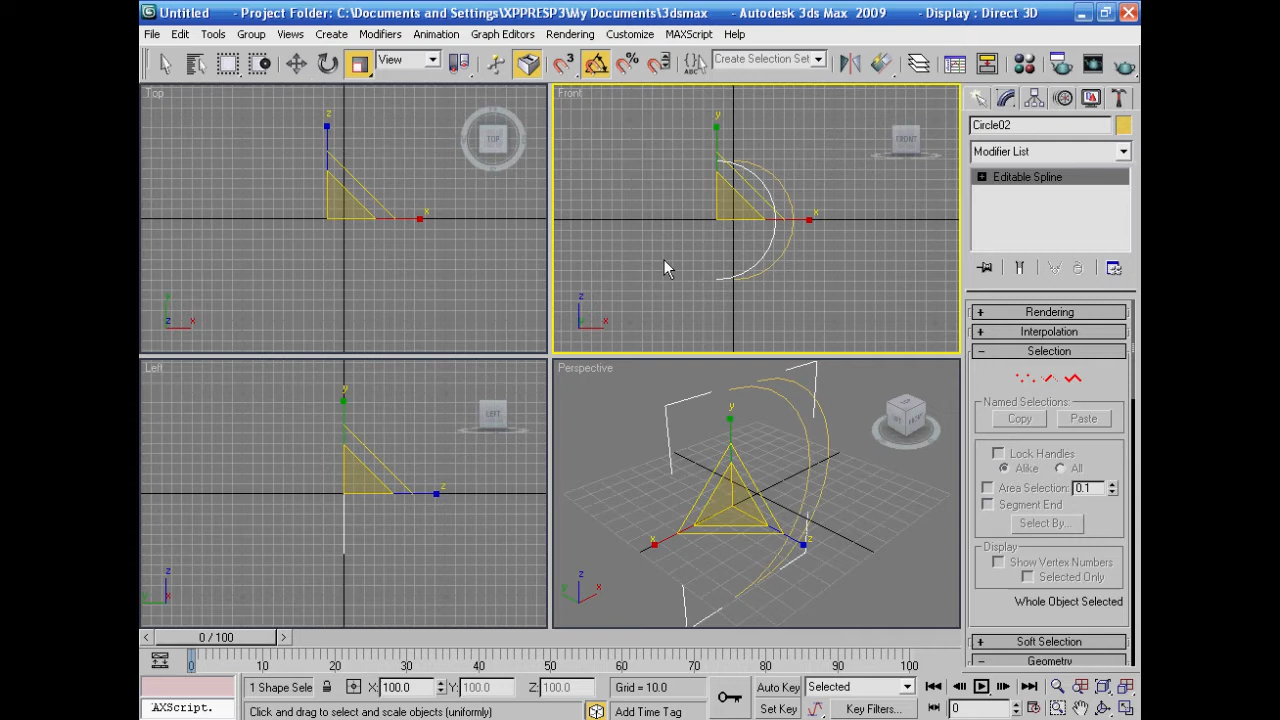 Untitled - Project Folder: C:\Documents and Settings\XPPRESP3\My Documents\3dsmax - Autodesk 3ds Max 2009 - Display : Direct 3D
File Edit Tools Group Views Create Modifiers Animation Graph Editors Rendering Customize MAXScript Help
View Create Selection Set
Top
z
TOP
x
y
z x
Front
y
FRONT
x
z
x
Circle02
Modifier List
Editable Spline
Rendering
Interpolation
Selection
Named Selections:
Copy Paste
Lock Handles
Alike All
Area Selection: 0.1
Segment End
Select By...
Display
Show Vertex Numbers
Selected Only
Whole Object Selected
Soft Selection
Geometry
Left
y
LEFT
z
z
y x
Perspective
y
x z
z
y x
0 / 100
0 10 20 30 40 50 60 70 80 90 100
1 Shape Sele X: 100.0 Y: 100.0 Z: 100.0 Grid = 10.0 Auto Key Selected
AXScript. Click and drag to select and scale objects (uniformly) Add Time Tag Set Key Key Filters... 0